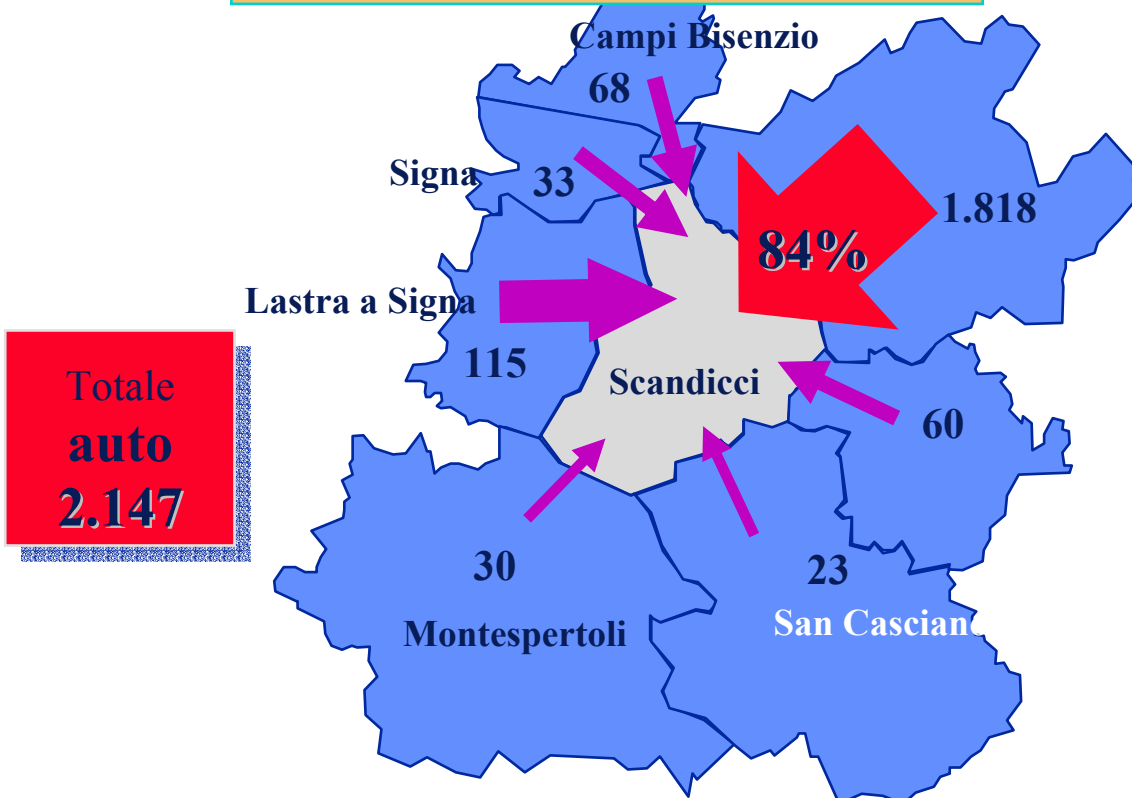 Campi Bisenzio
68
Signa
33
1.818
84%
Lastra a Signa
115
Scandicci
60
Totale
auto
2.147
30
23
Montespertoli
San Casciano